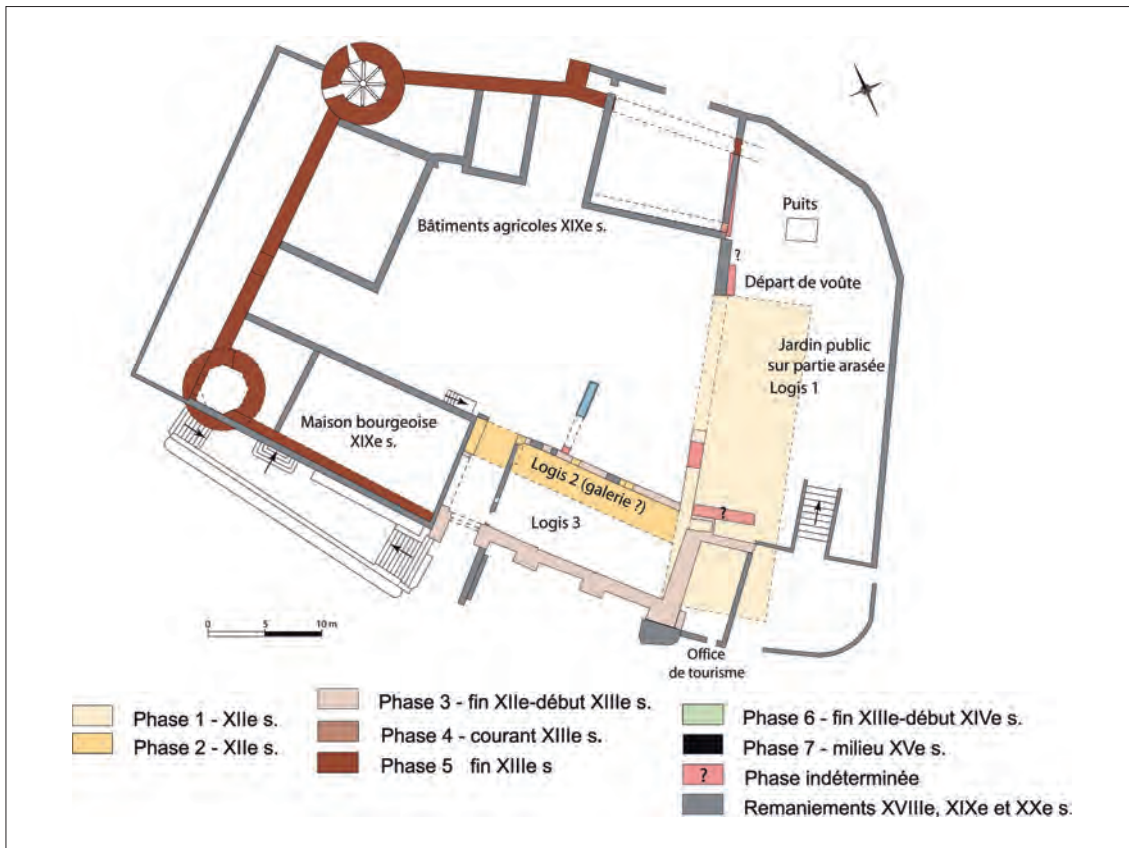 Puits
Bâtiments agricoles XIXe s.
?
Départ de voûte
Jardin public
sur partie arasée
Logis 1
Maison bourgeoise
XIXe s.
Logis 2 (galerie ?)
?
Logis 3
0 5 10 m
Office
de tourisme
Phase 1 - XIIe s.
Phase 2 - XIIe s.
Phase 3 - fin XIIe-début XIIIe s.
Phase 4 - courant XIIIe s.
Phase 5 fin XIIIe s
Phase 6 - fin XIIIe-début XIVe s.
Phase 7 - milieu XVe s.
? Phase indéterminée
Remaniements XVIIIe, XIXe et XXe s.